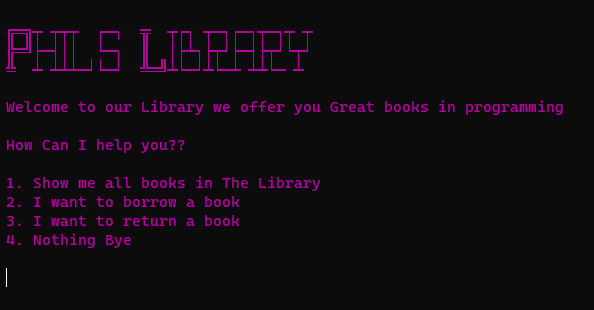 PHILS LIBRARY
Welcome to our Library we offer you Great books in programming
How Can I help you??
1. Show me all books in The Library
2. I want to borrow a book
3. I want to return a book
4. Nothing Bye